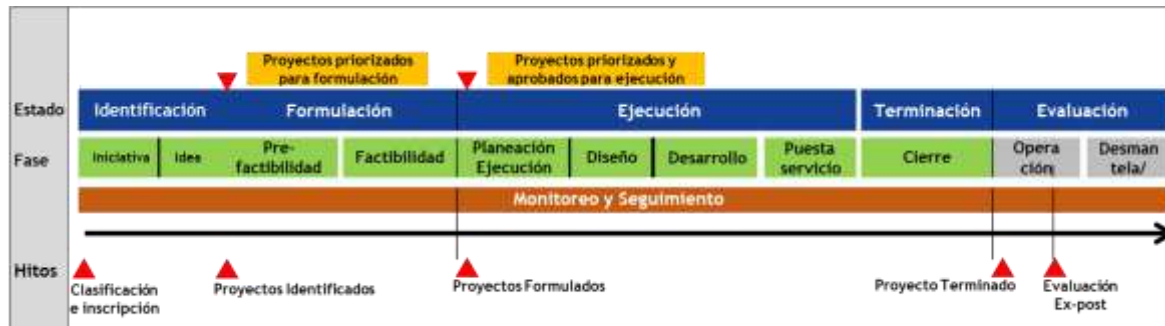 Proyectos priorizados
para formulación
Proyectos priorizados y
aprobados para ejecución
Estado
Identificación
Formulación
Ejecución
Terminación
Evaluación
Fase
Iniciativa
Idea
Pre-
factibilidad
Factibilidad
Planeación
Ejecución
Diseño
Desarrollo
Puesta
servicio
Cierre
Opera
ción
Desman
tela/
Monitoreo y Seguimiento
Hitos
Clasificación
e inscripción
Proyectos Identificados
Proyectos Formulados
Proyecto Terminado
Evaluación
Ex-post